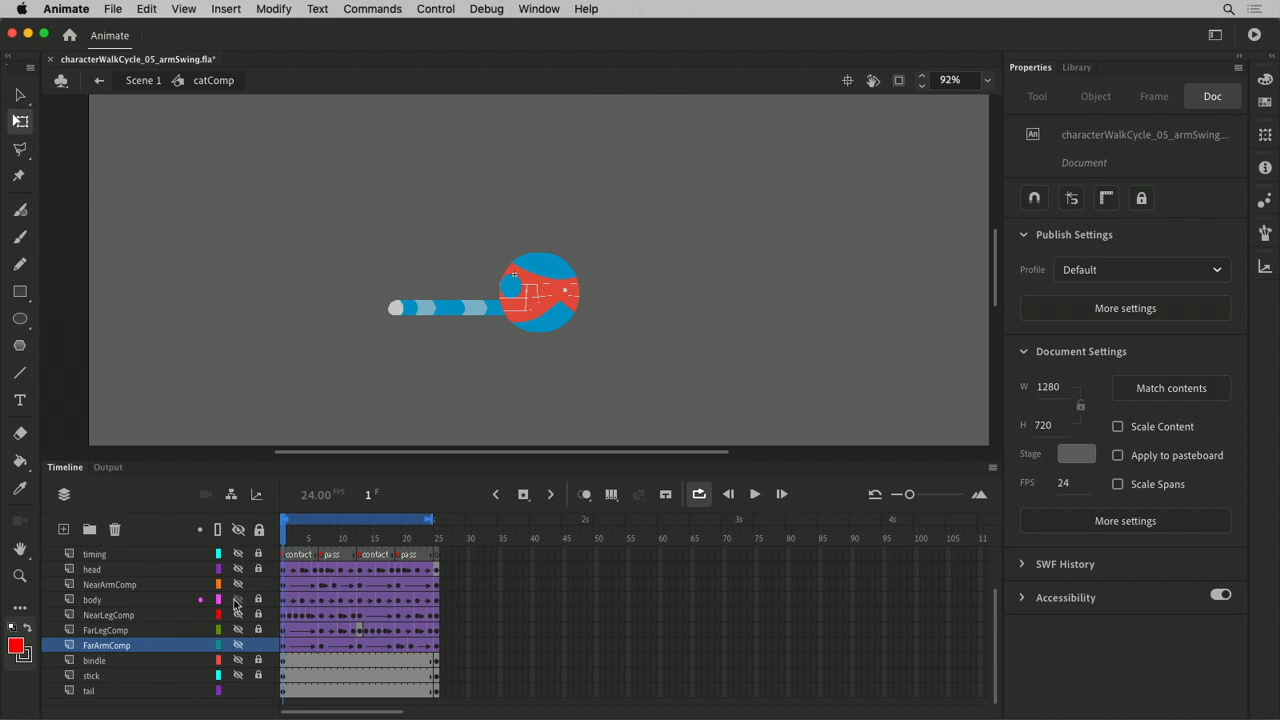 Animate File Edit View Insert Modify Text Commands Control Debug Window Help
Animate
characterWalkCycle_05_armSwing.fla*
Scene 1 catComp 92%
Properties Library
Tool Object Frame Doc
An characterWalkCycle_05_armSwing...
Document
Publish Settings
Profile Default
More settings
Document Settings
W 1280 Match contents
H 720 Scale Content
Stage Apply to pasteboard
FPS 24 Scale Spans
More settings
SWF History
Accessibility
Timeline Output
24.00 FPS 1 F
1s 2s 3s 4s
5 10 15 20 25 30 35 40 45 50 55 60 65 70 75 80 85 90 95 100 105 11
timing contact pass contact pass
head
NearArmComp
body
NearLegComp
FarLegComp
FarArmComp
bindle
stick
tail